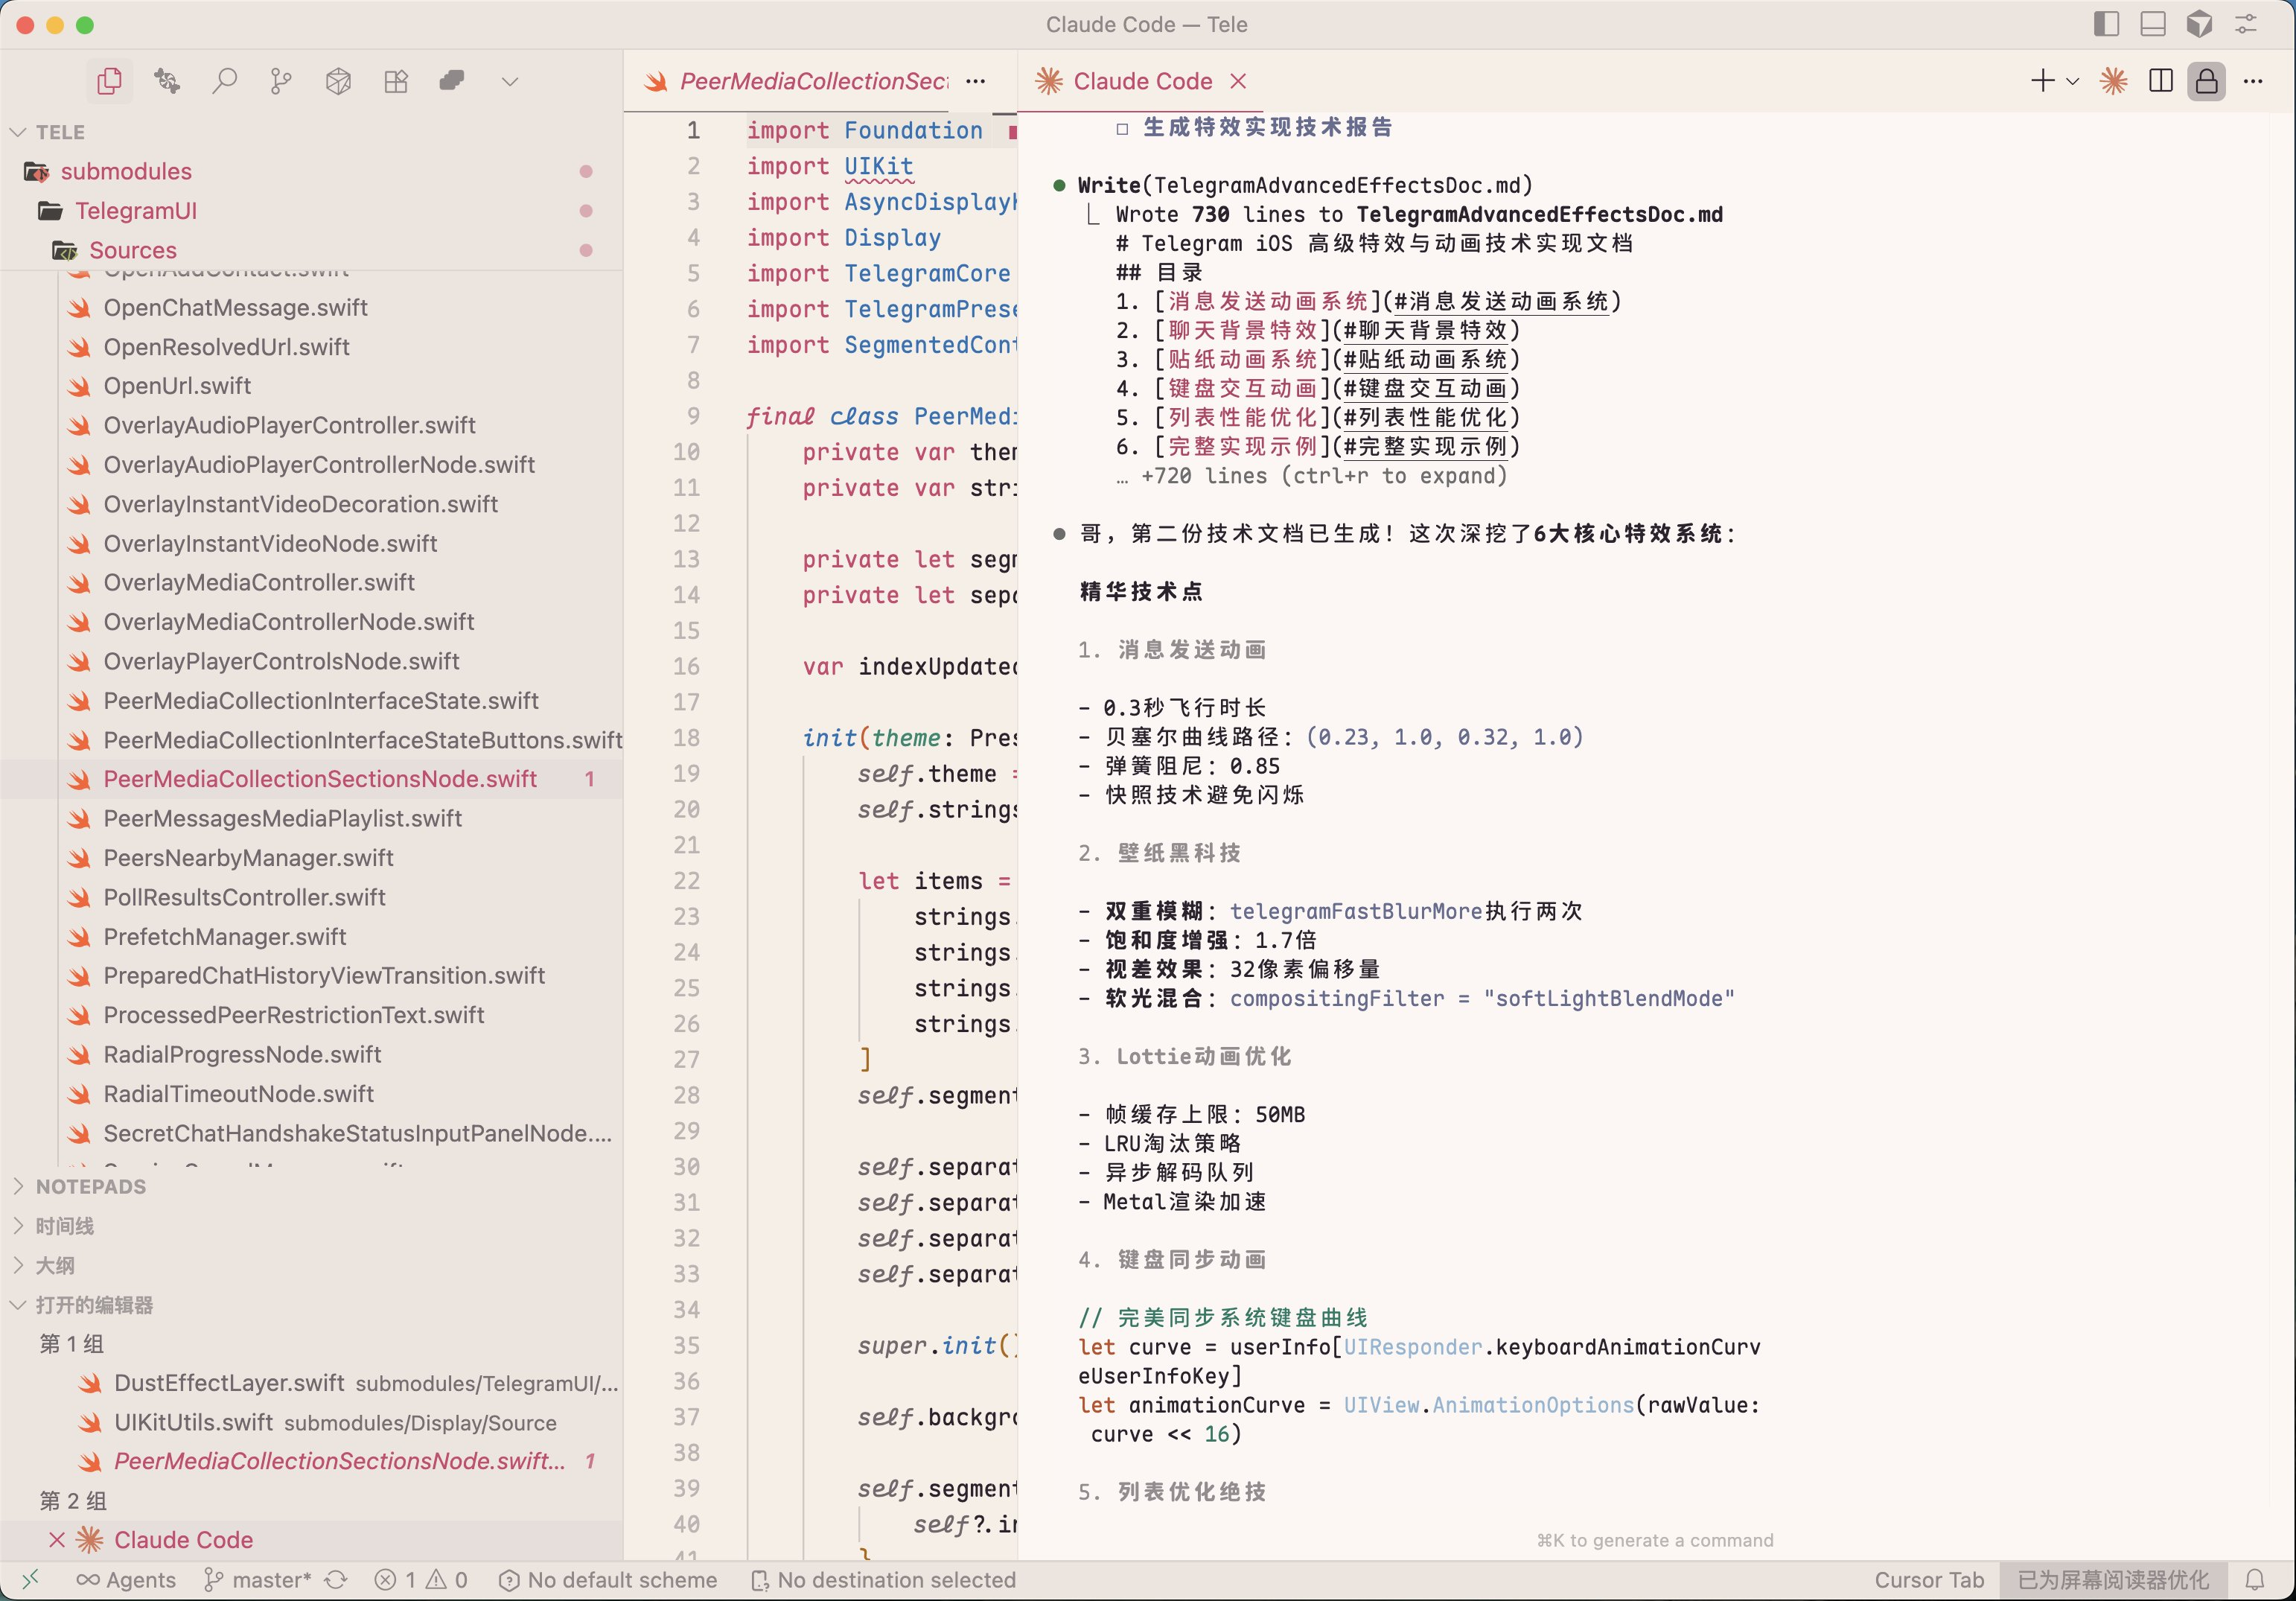 Claude Code — Tele
TELE
submodules
TelegramUI
Sources
OpenAddContact.swift
OpenChatMessage.swift
OpenResolvedUrl.swift
OpenUrl.swift
OverlayAudioPlayerController.swift
OverlayAudioPlayerControllerNode.swift
OverlayInstantVideoDecoration.swift
OverlayInstantVideoNode.swift
OverlayMediaController.swift
OverlayMediaControllerNode.swift
OverlayPlayerControlsNode.swift
PeerMediaCollectionInterfaceState.swift
PeerMediaCollectionInterfaceStateButtons.swift
PeerMediaCollectionSectionsNode.swift 1
PeerMessagesMediaPlaylist.swift
PeersNearbyManager.swift
PollResultsController.swift
PrefetchManager.swift
PreparedChatHistoryViewTransition.swift
ProcessedPeerRestrictionText.swift
RadialProgressNode.swift
RadialTimeoutNode.swift
SecretChatHandshakeStatusInputPanelNode....
NOTEPADS
时间线
大纲
打开的编辑器
第 1 组
DustEffectLayer.swift submodules/TelegramUI/...
UIKitUtils.swift submodules/Display/Source
PeerMediaCollectionSectionsNode.swift... 1
第 2 组
Claude Code
PeerMediaCollectionSect ...
1 import Foundation
2 import UIKit
3 import AsyncDisplay
4 import Display
5 import TelegramCore
6 import TelegramPrese
7 import SegmentedCont
8
9 final class PeerMedi
10 private var them
11 private var stri
12
13 private let segm
14 private let sepa
15
16 var indexUpdated
17
18 init(theme: Pres
19 self.theme =
20 self.strings
21
22 let items =
23 strings.
24 strings.
25 strings.
26 strings.
27 ]
28 self.segment
29
30 self.separat
31 self.separat
32 self.separat
33 self.separat
34
35 super.init()
36
37 self.backgro
38
39 self.segment
40 self?.in
41 }
Claude Code
□ 生成特效实现技术报告
● Write(TelegramAdvancedEffectsDoc.md)
⎿ Wrote 730 lines to TelegramAdvancedEffectsDoc.md
# Telegram iOS 高级特效与动画技术实现文档
## 目录
1. [消息发送动画系统](#消息发送动画系统)
2. [聊天背景特效](#聊天背景特效)
3. [贴纸动画系统](#贴纸动画系统)
4. [键盘交互动画](#键盘交互动画)
5. [列表性能优化](#列表性能优化)
6. [完整实现示例](#完整实现示例)
… +720 lines (ctrl+r to expand)
● 哥，第二份技术文档已生成！这次深挖了6大核心特效系统：
精华技术点
1. 消息发送动画
- 0.3秒飞行时长
- 贝塞尔曲线路径：(0.23, 1.0, 0.32, 1.0)
- 弹簧阻尼：0.85
- 快照技术避免闪烁
2. 壁纸黑科技
- 双重模糊：telegramFastBlurMore执行两次
- 饱和度增强：1.7倍
- 视差效果：32像素偏移量
- 软光混合：compositingFilter = "softLightBlendMode"
3. Lottie动画优化
- 帧缓存上限：50MB
- LRU淘汰策略
- 异步解码队列
- Metal渲染加速
4. 键盘同步动画
// 完美同步系统键盘曲线
let curve = userInfo[UIResponder.keyboardAnimationCurv
eUserInfoKey]
let animationCurve = UIView.AnimationOptions(rawValue:
curve << 16)
5. 列表优化绝技
⌘K to generate a command
Agents master* 1 0 No default scheme No destination selected Cursor Tab 已为屏幕阅读器优化